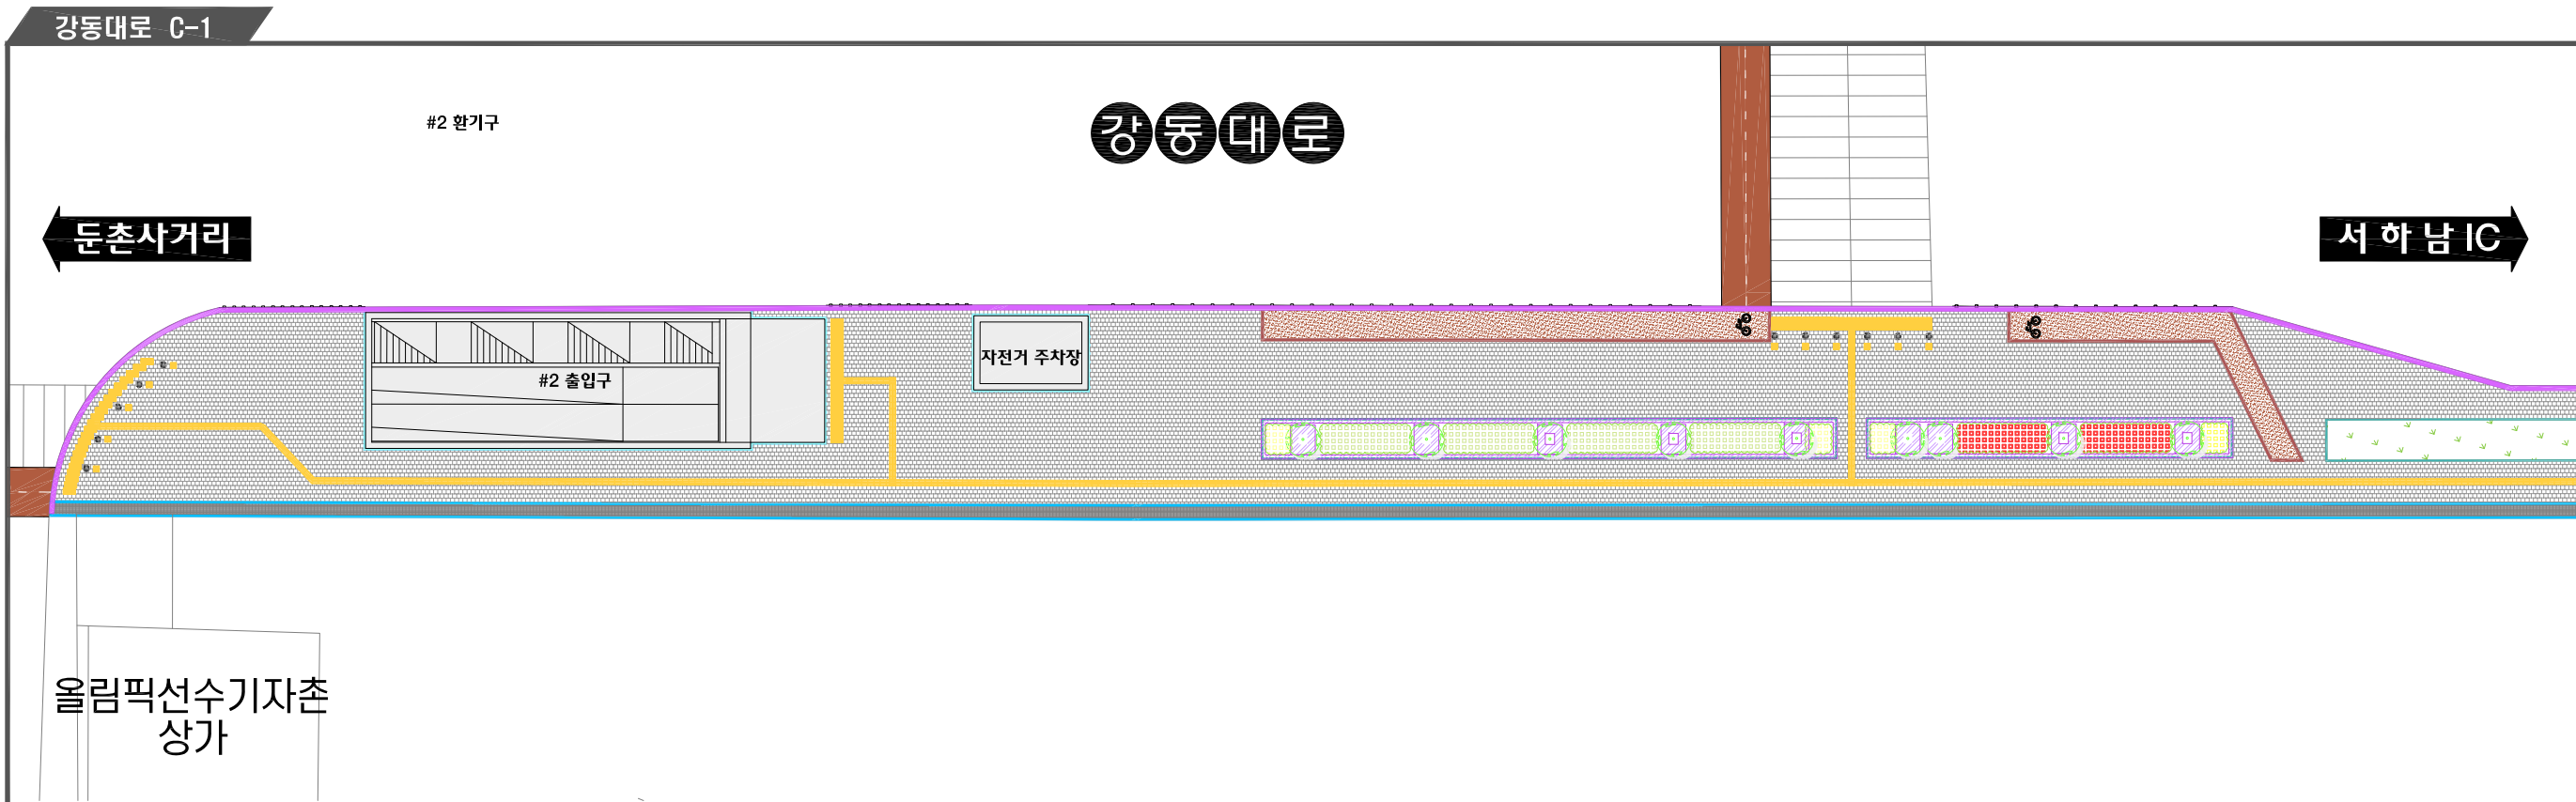 강동대로 C-1
#2 환기구
강동대로
둔촌사거리
서하남IC
#2 출입구
자전거 주차장
올림픽선수기자촌
상가